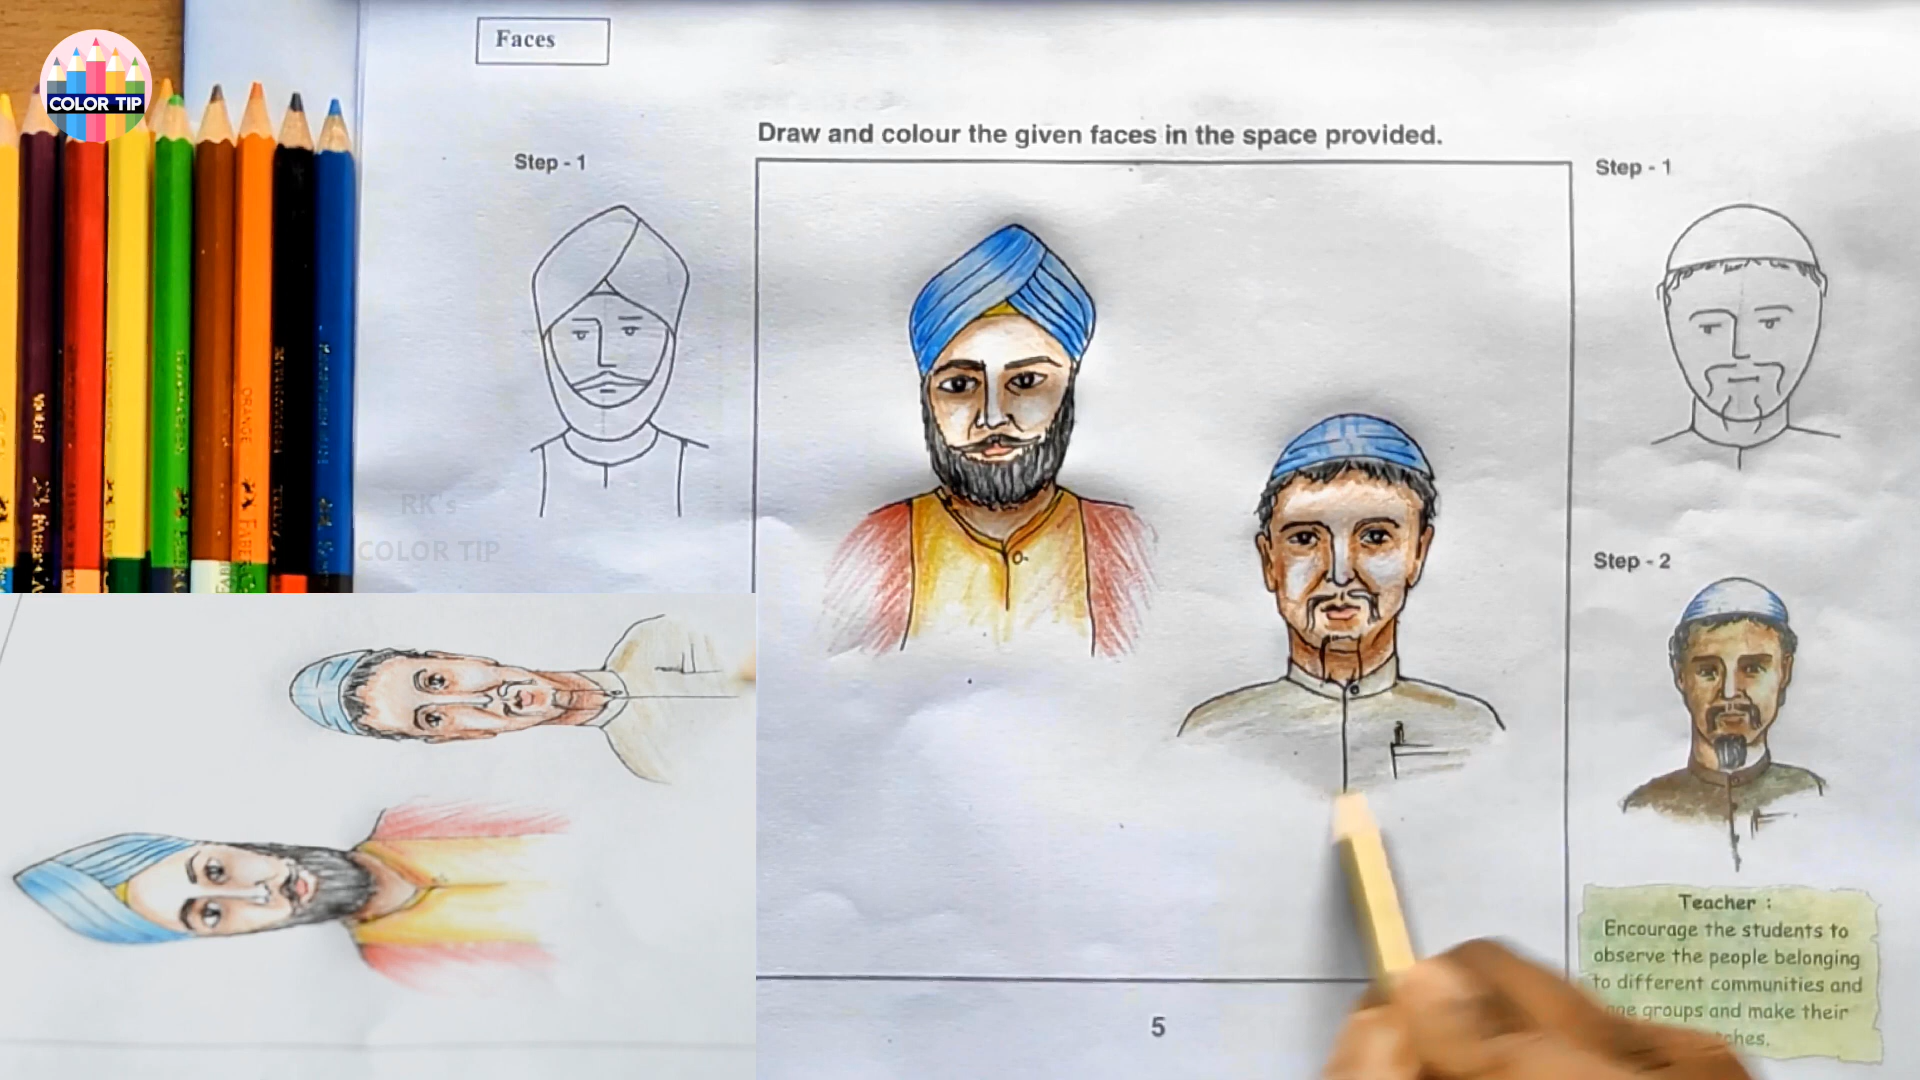 COLOR TIP
Faces
Draw and colour the given faces in the space provided.
Step - 1
Step - 1
ORANGE
RK's
COLOR TIP
Step - 2
Teacher :
Encourage the students to
observe the people belonging
to different communities and
groups and make their
5